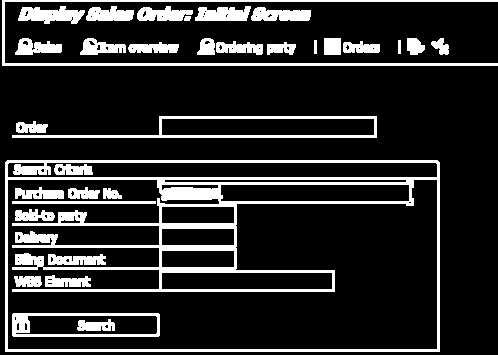 Display Sales Order: Initial Screen
Sales Item overview Ordering party Orders
Order
Search Criteria
Purchase Order No.
Sold-to party
Delivery
Billing Document
WBS Element
Search